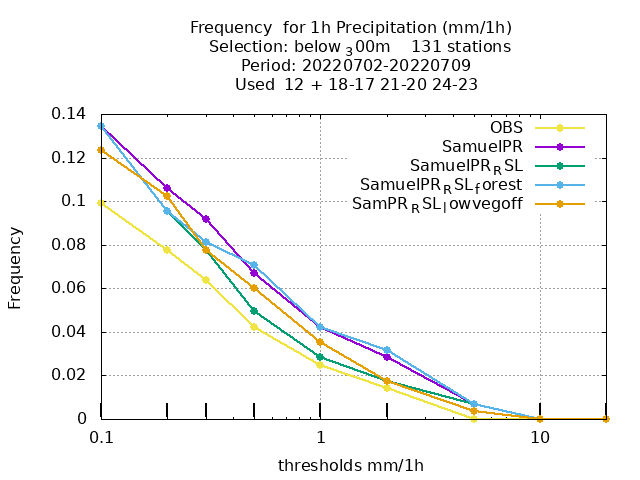 Frequency  for 1h Precipitation (mm/1h)
Selection: below ₃00m    131 stations
Period: 20220702-20220709
Used  12 + 18-17 21-20 24-23
0.14
0.12
0.1
0.08
0.06
0.04
0.02
0
Frequency
OBS
SamuelPR
SamuelPR_RSL
SamuelPR_RSL_forest
SamPR_RSL_lowvegoff
0.1 1 10
thresholds mm/1h